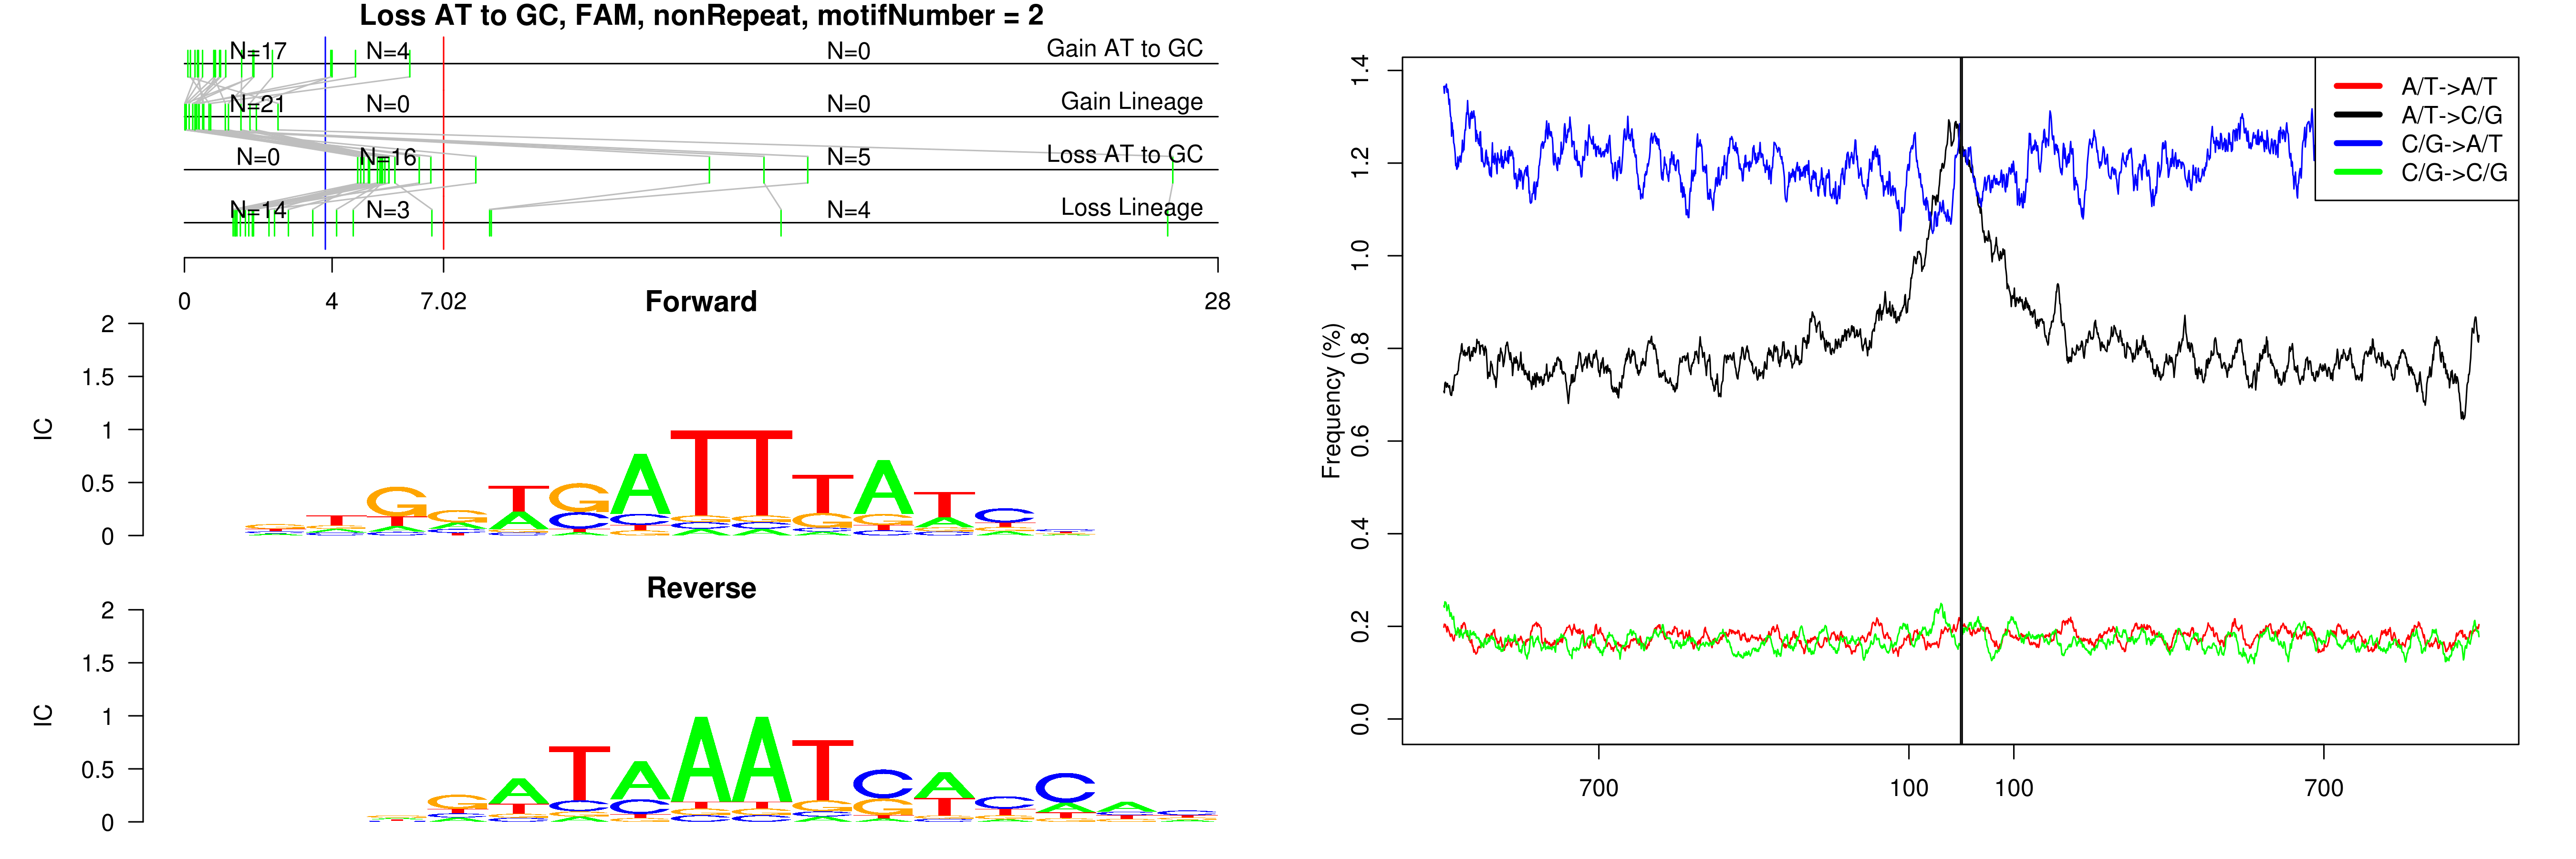 Loss AT to GC, FAM, nonRepeat, motifNumber = 2
N=17 N=4 N=0 Gain AT to GC
N=21 N=0 N=0 Gain Lineage
N=0 N=16 N=5 Loss AT to GC
N=14 N=3 N=4 Loss Lineage
0 4 7.02 28
Forward
IC
2
1.5
1
0.5
0
Reverse
IC
2
1.5
1
0.5
0
Frequency (%)
1.4
1.2
1.0
0.8
0.6
0.4
0.2
0.0
700 100 100 700
A/T->A/T
A/T->C/G
C/G->A/T
C/G->C/G